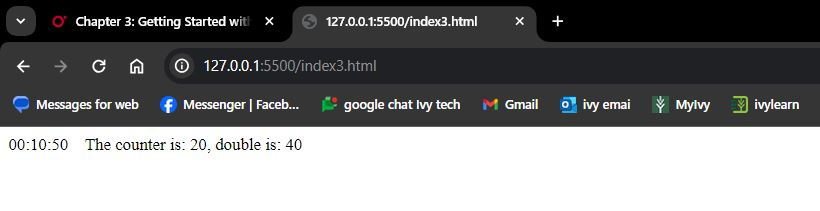 Chapter 3: Getting Started with
127.0.0.1:5500/index3.html
127.0.0.1:5500/index3.html
Messages for web Messenger | Faceb... google chat Ivy tech Gmail ivy emai MyIvy ivylearn
00:10:50 The counter is: 20, double is: 40